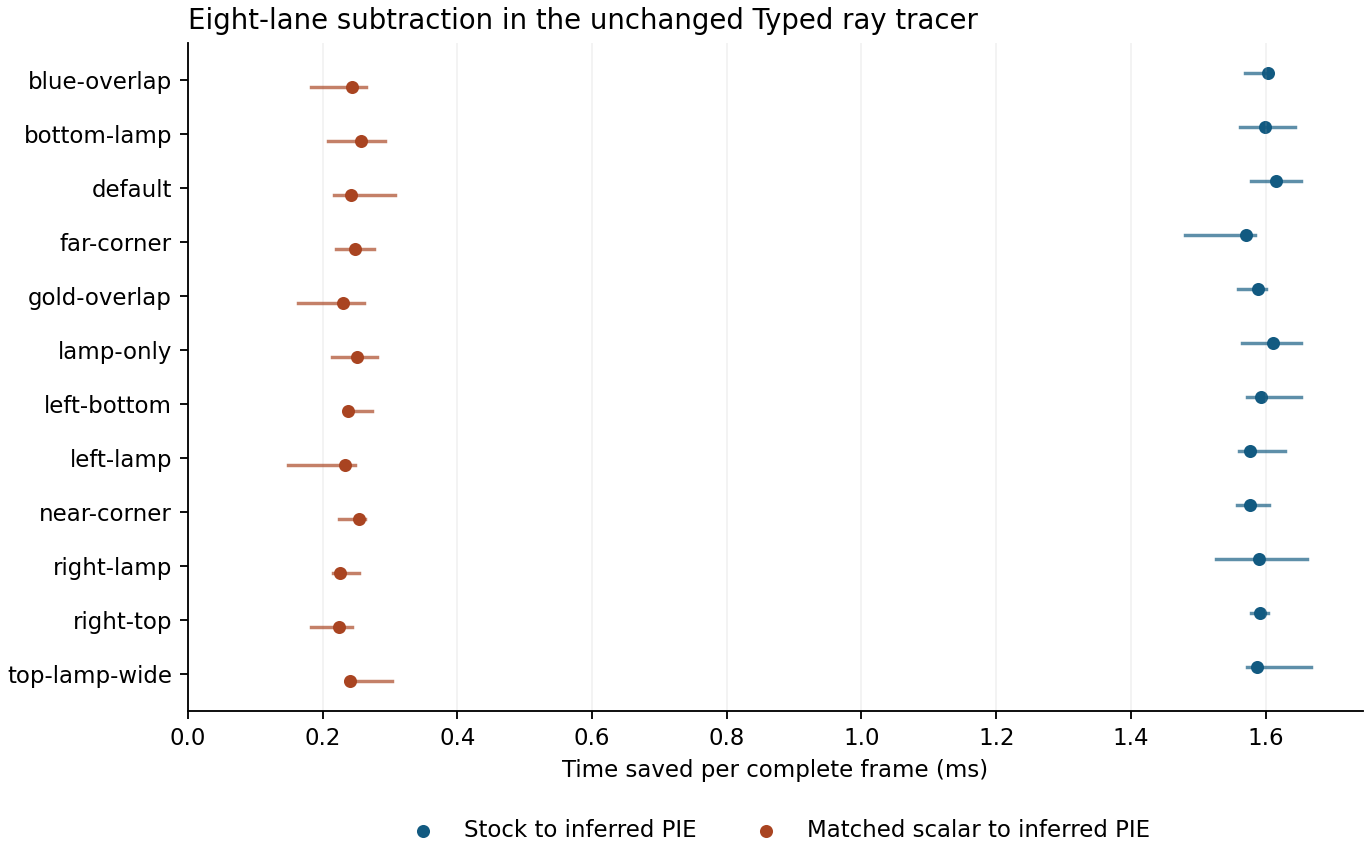 Eight-lane subtraction in the unchanged Typed ray tracer
blue-overlap
bottom-lamp
default
far-corner
gold-overlap
lamp-only
left-bottom
left-lamp
near-corner
right-lamp
right-top
top-lamp-wide
0.0 0.2 0.4 0.6 0.8 1.0 1.2 1.4 1.6
Time saved per complete frame (ms)
Stock to inferred PIE Matched scalar to inferred PIE